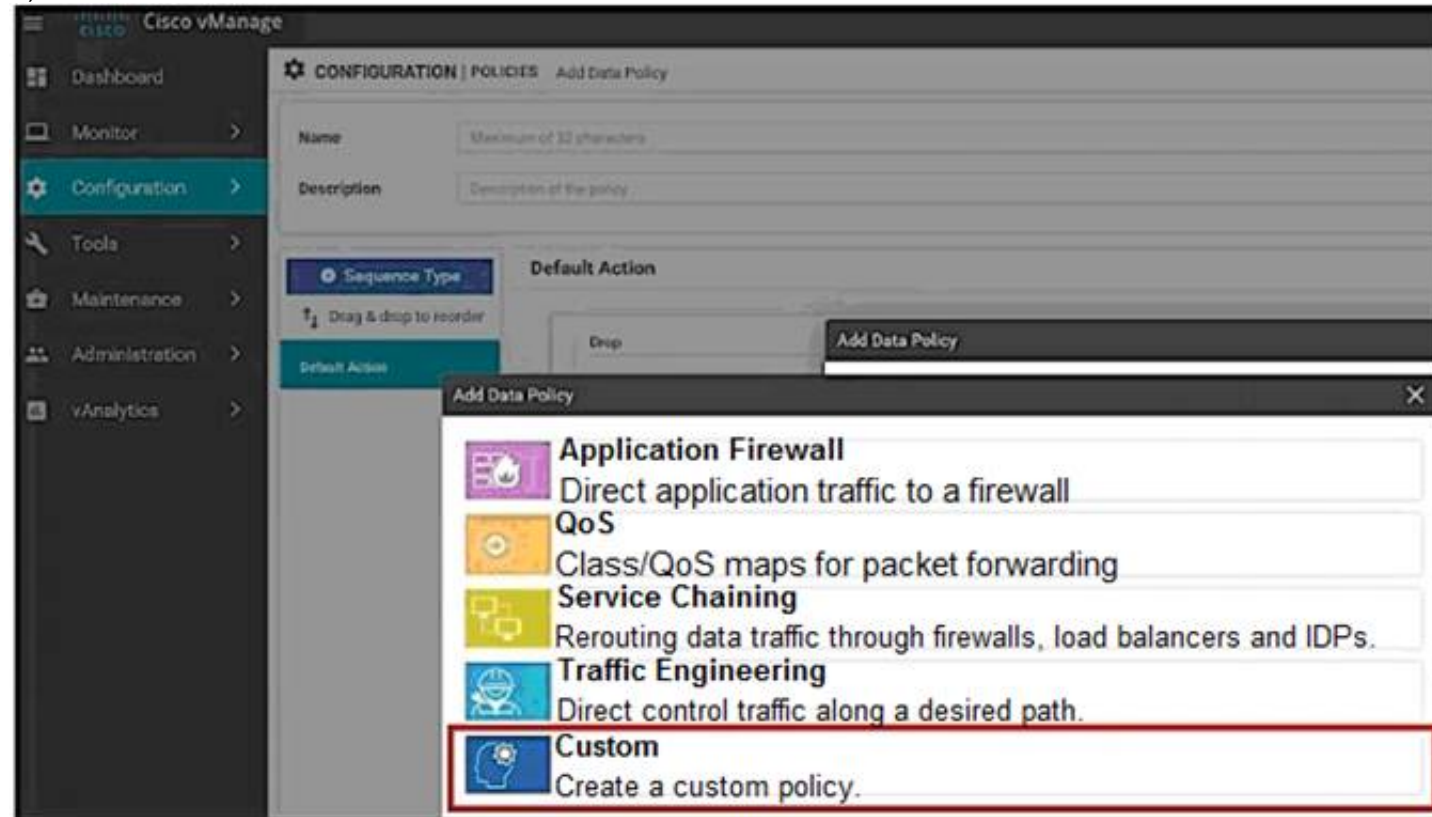 CISCO Cisco vManage
Dashboard
Monitor
Configuration
Tools
Maintenance
Administration
vAnalytics
CONFIGURATION | POLICIES Add Data Policy
Name Maximum of 32 characters
Description Description of the policy
Sequence Type
Drag & drop to reorder
Default Action
Default Action
Drop
Add Data Policy
Add Data Policy
Application Firewall
Direct application traffic to a firewall
QoS
Class/QoS maps for packet forwarding
Service Chaining
Rerouting data traffic through firewalls, load balancers and IDPs.
Traffic Engineering
Direct control traffic along a desired path.
Custom
Create a custom policy.